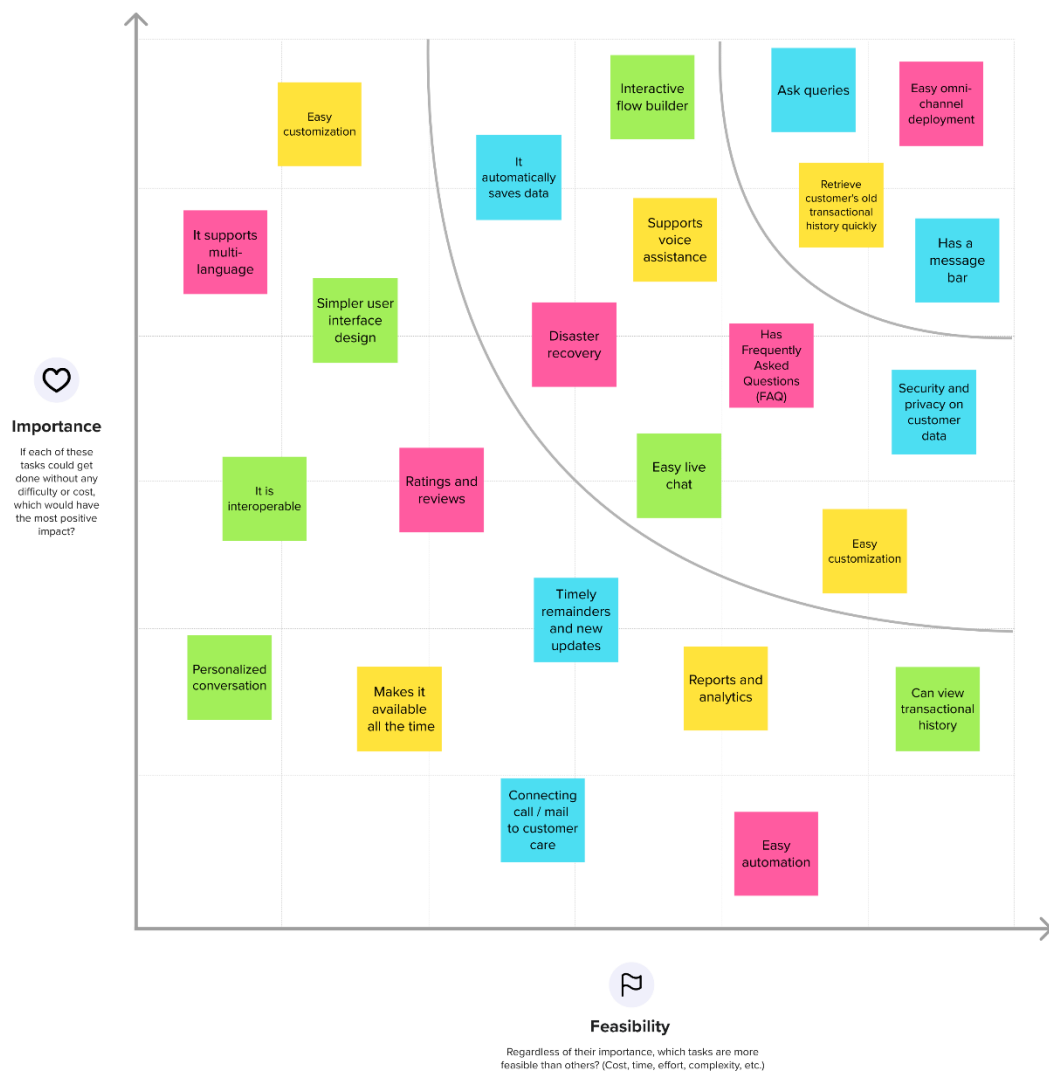 Interactive
flow builder
Ask queries
Easy omni-
channel
deployment
Easy
customization
It
automatically
saves data
Retrieve
customer's old
transactional
history quickly
It supports
multi-
language
Supports
voice
assistance
Has a
message
bar
Simpler user
interface
design
Disaster
recovery
Has
Frequently
Asked
Questions
(FAQ)
Security and
privacy on
customer
data
Importance
If each of these
tasks could get
done without any
difficulty or cost,
which would have
the most positive
impact?
It is
interoperable
Ratings and
reviews
Easy live
chat
Easy
customization
Timely
remainders
and new
updates
Personalized
conversation
Makes it
available
all the time
Reports and
analytics
Can view
transactional
history
Connecting
call / mail
to customer
care
Easy
automation
Feasibility
Regardless of their importance, which tasks are more
feasible than others? (Cost, time, effort, complexity, etc.)